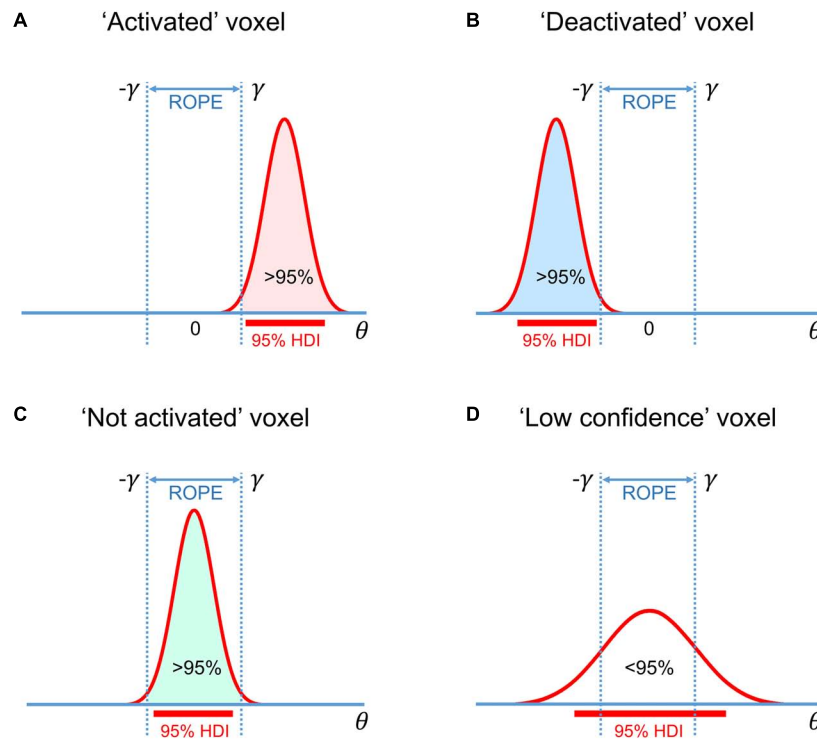 A 'Activated' voxel
-γ γ
ROPE
>95%
0 θ
95% HDI
B 'Deactivated' voxel
-γ γ
ROPE
>95%
0 θ
95% HDI
C 'Not activated' voxel
-γ γ
ROPE
>95%
θ
95% HDI
D 'Low confidence' voxel
-γ γ
ROPE
<95%
θ
95% HDI